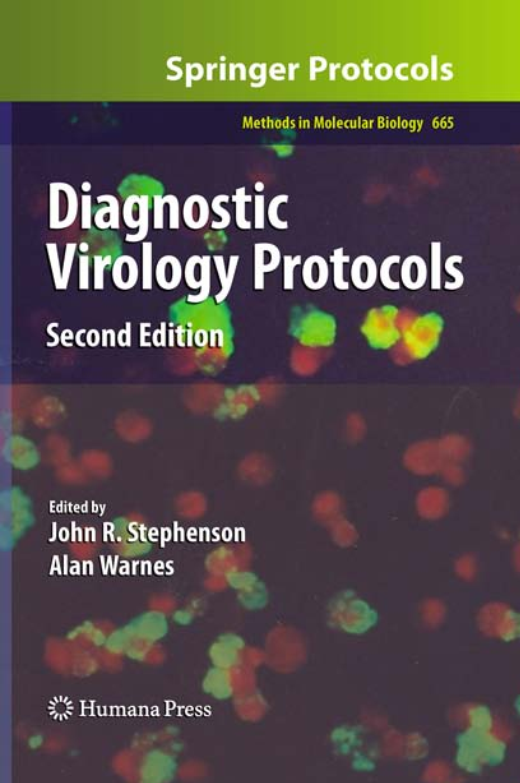 Springer Protocols
Methods in Molecular Biology 665
Diagnostic
Virology Protocols
Second Edition
Edited by
John R. Stephenson
Alan Warnes
Humana Press